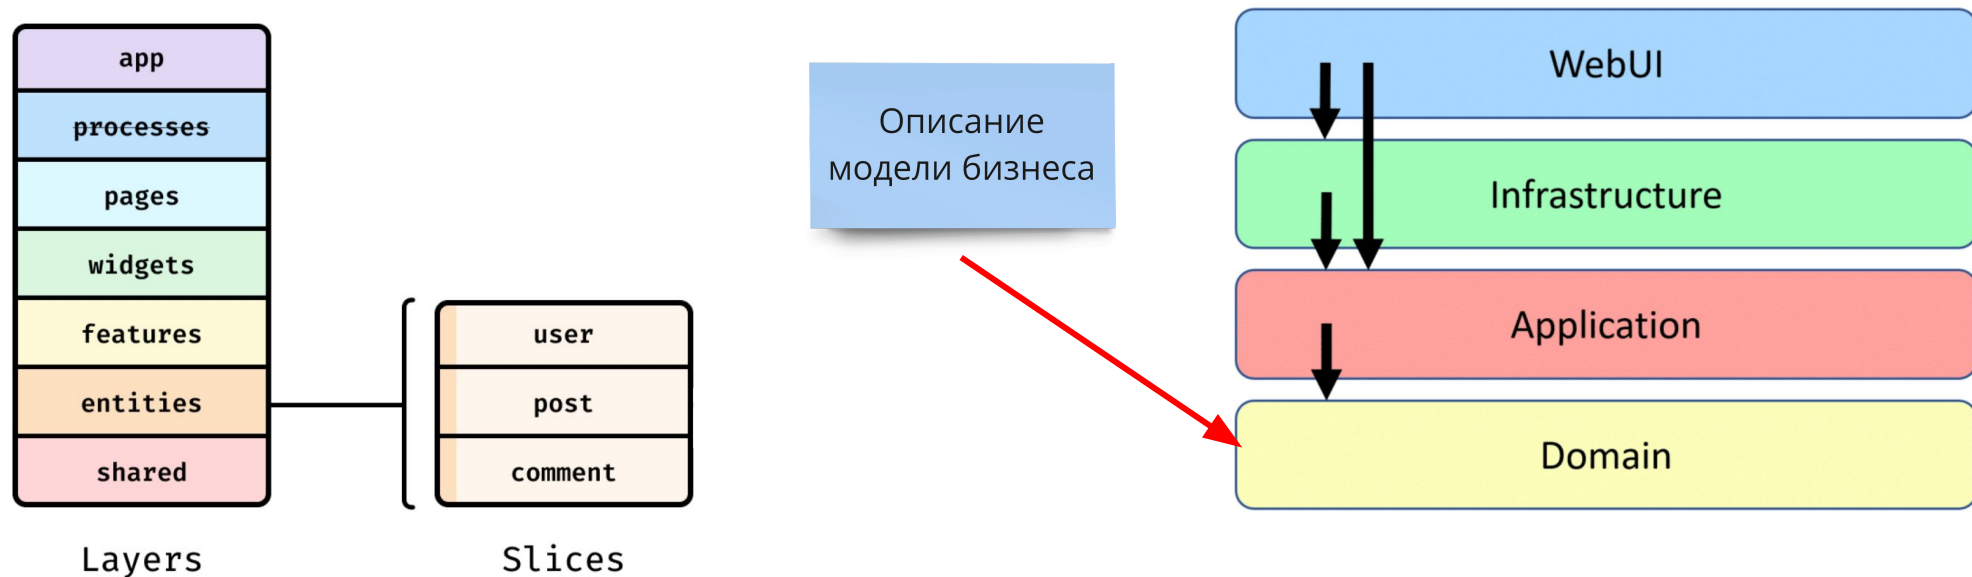 app
processes
pages
widgets
features
entities
shared
Layers
user
post
comment
Slices
Описание
модели бизнеса
WebUI
Infrastructure
Application
Domain